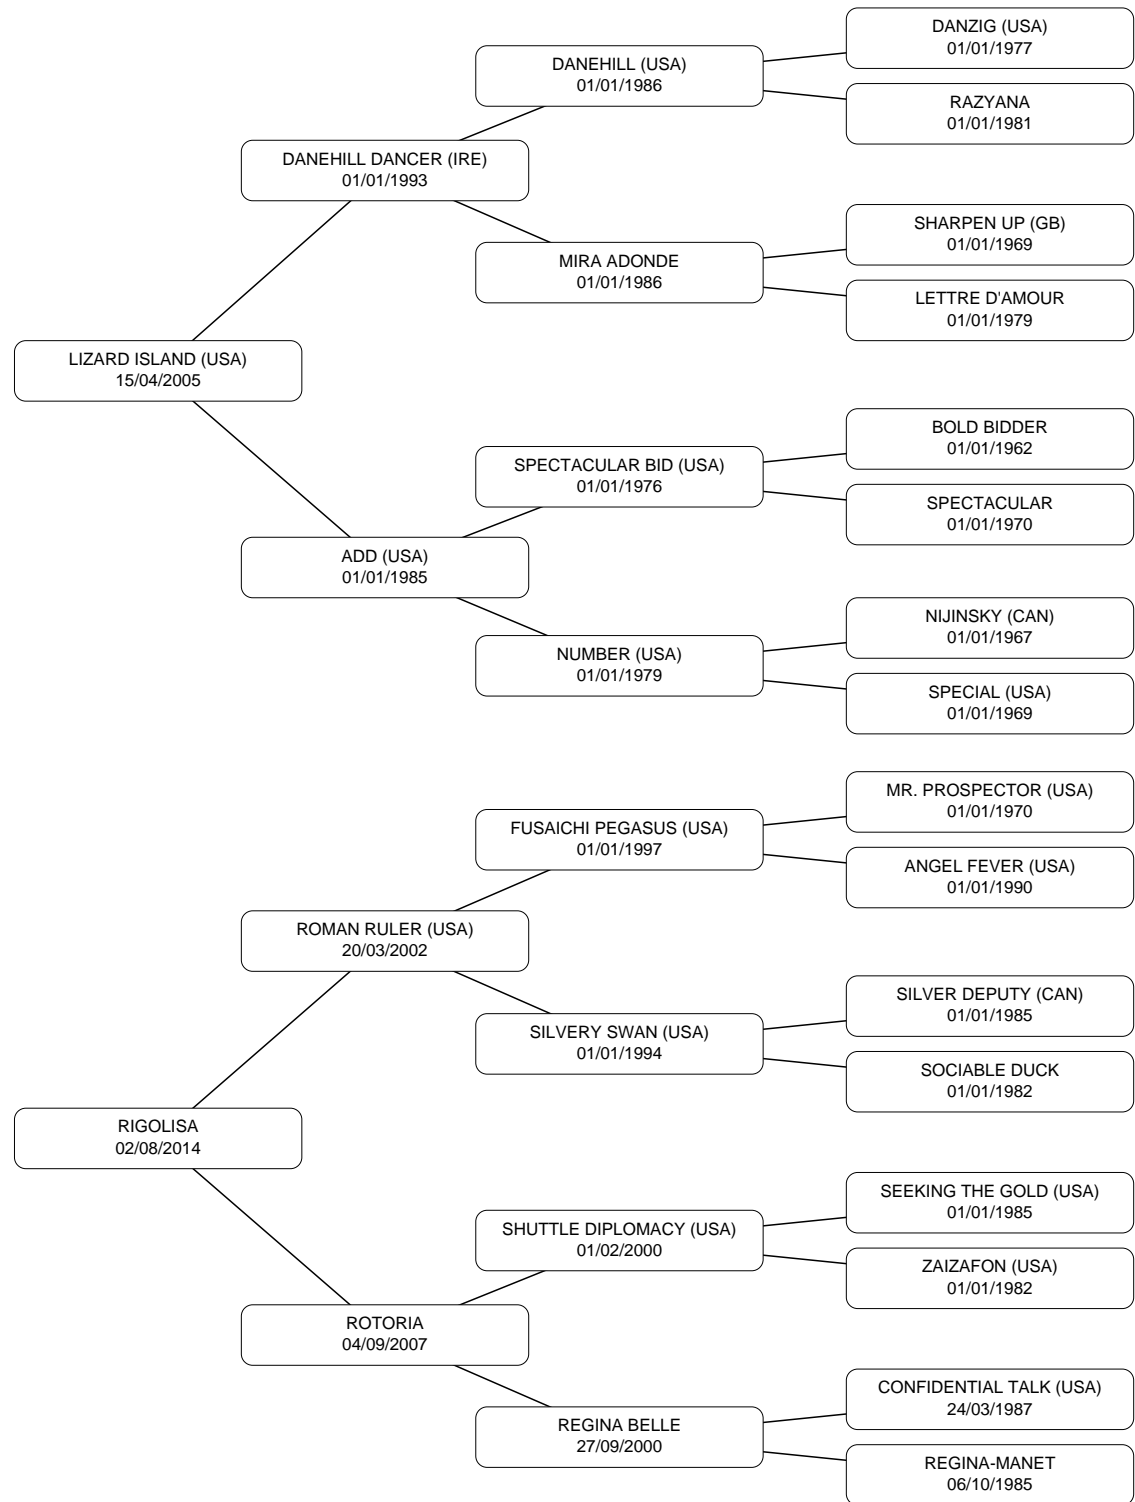 DANZIG (USA)
01/01/1977
DANEHILL (USA)
01/01/1986
RAZYANA
01/01/1981
DANEHILL DANCER (IRE)
01/01/1993
SHARPEN UP (GB)
01/01/1969
MIRA ADONDE
01/01/1986
LETTRE D'AMOUR
01/01/1979
LIZARD ISLAND (USA)
15/04/2005
BOLD BIDDER
01/01/1962
SPECTACULAR BID (USA)
01/01/1976
SPECTACULAR
01/01/1970
ADD (USA)
01/01/1985
NIJINSKY (CAN)
01/01/1967
NUMBER (USA)
01/01/1979
SPECIAL (USA)
01/01/1969
MR. PROSPECTOR (USA)
01/01/1970
FUSAICHI PEGASUS (USA)
01/01/1997
ANGEL FEVER (USA)
01/01/1990
ROMAN RULER (USA)
20/03/2002
SILVER DEPUTY (CAN)
01/01/1985
SILVERY SWAN (USA)
01/01/1994
SOCIABLE DUCK
01/01/1982
RIGOLISA
02/08/2014
SEEKING THE GOLD (USA)
01/01/1985
SHUTTLE DIPLOMACY (USA)
01/02/2000
ZAIZAFON (USA)
01/01/1982
ROTORIA
04/09/2007
CONFIDENTIAL TALK (USA)
24/03/1987
REGINA BELLE
27/09/2000
REGINA-MANET
06/10/1985